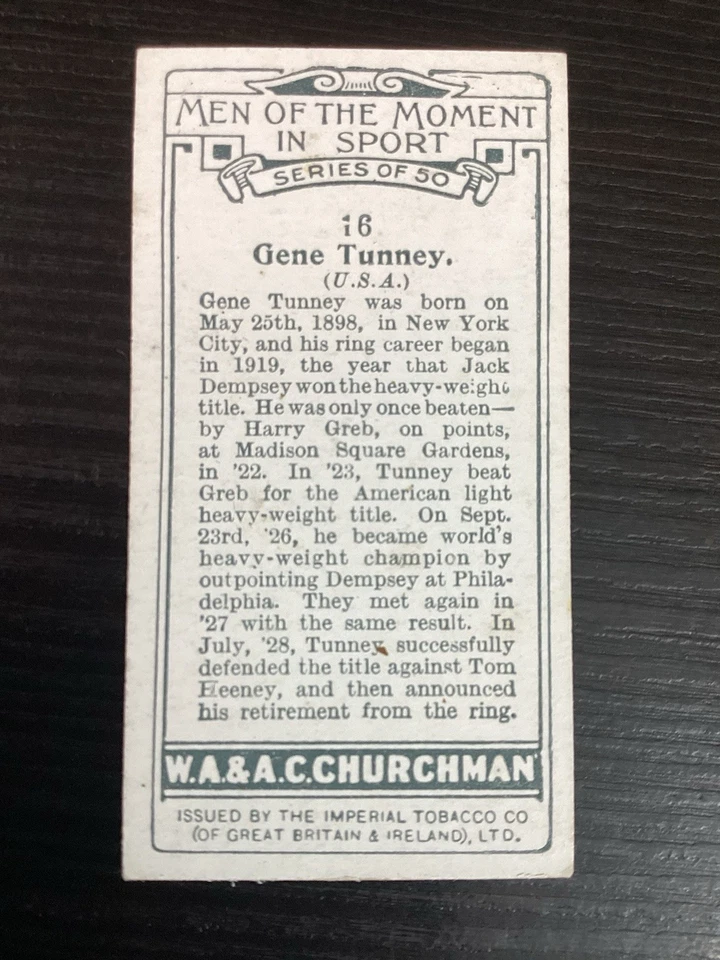 MEN OF THE MOMENT
IN SPORT
SERIES OF 50
16
Gene Tunney.
(U.S.A.)
Gene Tunney was born on
May 25th, 1898, in New York
City, and his ring career began
in 1919, the year that Jack
Dempsey won the heavy-weight
title. He was only once beaten—
by Harry Greb, on points,
at Madison Square Gardens,
in '22. In '23, Tunney beat
Greb for the American light
heavy-weight title. On Sept.
23rd, '26, he became world's
heavy-weight champion by
outpointing Dempsey at Phila-
delphia. They met again in
'27 with the same result. In
July, '28, Tunney successfully
defended the title against Tom
Heeney, and then announced
his retirement from the ring.
W.A.&A.C.CHURCHMAN
ISSUED BY THE IMPERIAL TOBACCO CO
(OF GREAT BRITAIN & IRELAND), LTD.